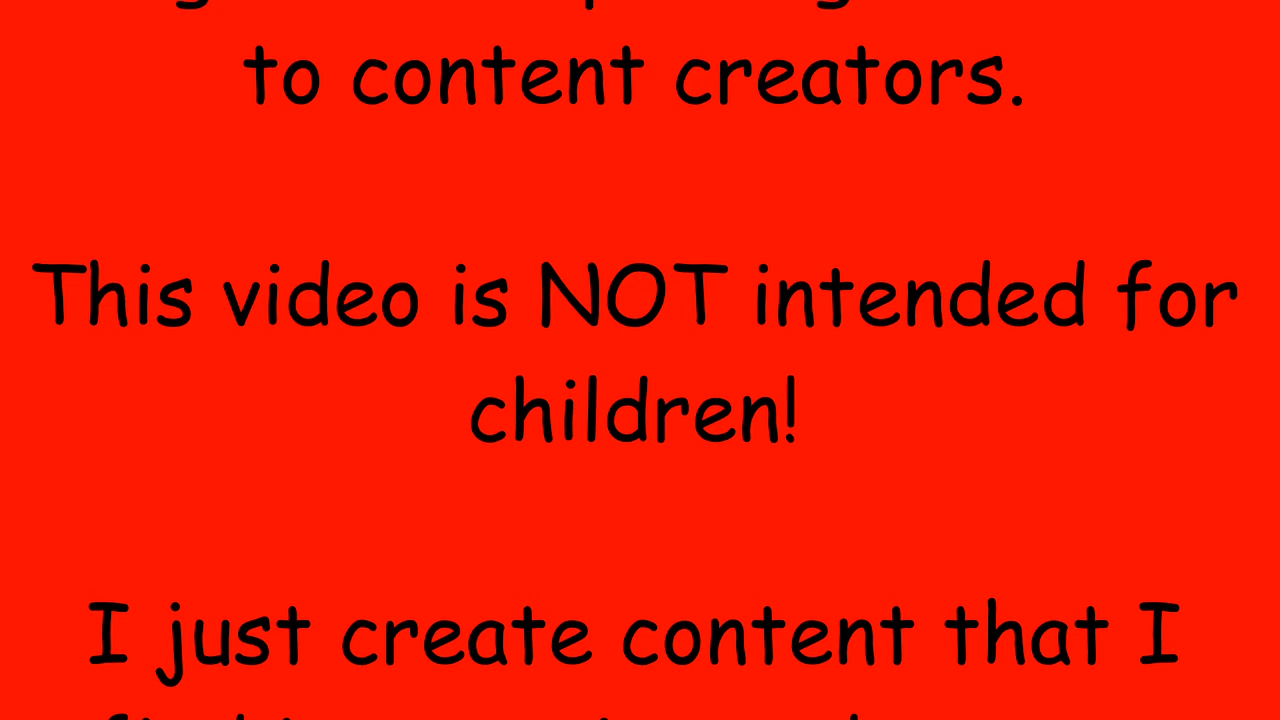 to content creators.
This video is NOT intended for
children!
I just create content that I